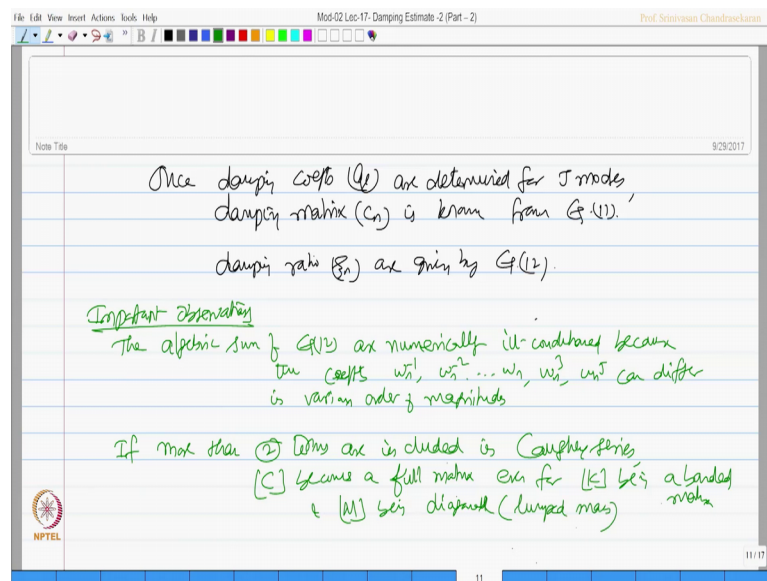 File Edit View Insert Actions Tools Help
Mod-02 Lec-17- Damping Estimate -2 (Part – 2)
Prof. Srinivasan Chandrasekaran
B I
Note Title
9/29/2017
Once damping coeffts (al) are determined for J modes,
damping matrix (Cn) is known from Eq.(11).
damping ratio (ξn) are given by Eq(12).
Important observations
The algebraic sum of Eq(12) are numerically ill-conditioned because
the coeffts ωn⁻¹, ωn⁻² ... ωn, ωn³, ωn⁵ can differ
in various order of magnitudes
If more than ② terms are included in Caughey series
[C] becomes a full matrix even for [K] being a banded
matrix
& [M] being diagonal (lumped mass)
NPTEL
11 / 17
11